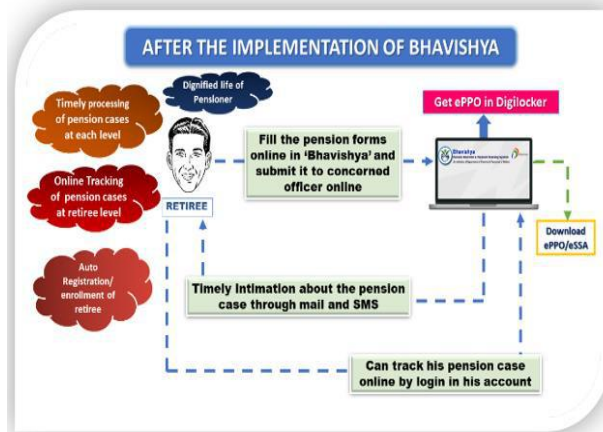 AFTER THE IMPLEMENTATION OF BHAVISHYA
Timely processing
of pension cases
at each level
Dignified life of
Pensioner
Get ePPO in Digilocker
Fill the pension forms
online in ‘Bhavishya’ and
submit it to concerned
officer online
Bhavishya
Online Tracking
of pension cases
at retiree level
RETIREE
Download
ePPO/eSSA
Auto
Registration/
enrollment of
retiree
Timely Intimation about the pension
case through mail and SMS
Can track his pension case
online by login in his account